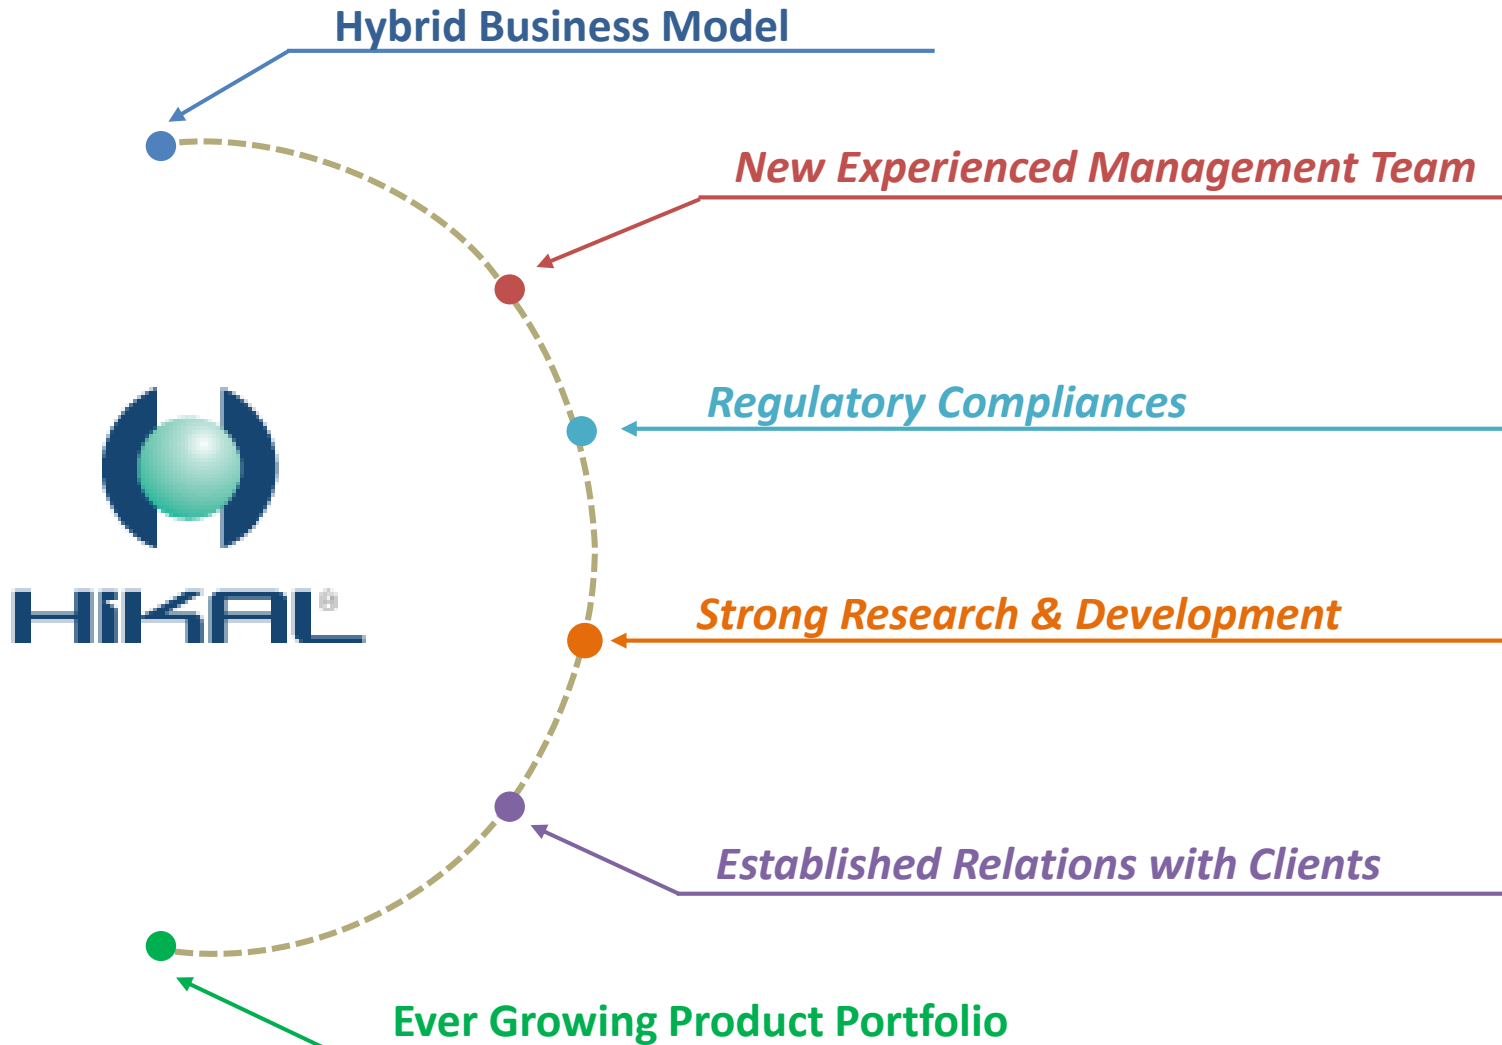 Hybrid Business Model
New Experienced Management Team
Regulatory Compliances
HiKAL®
Strong Research & Development
Established Relations with Clients
Ever Growing Product Portfolio